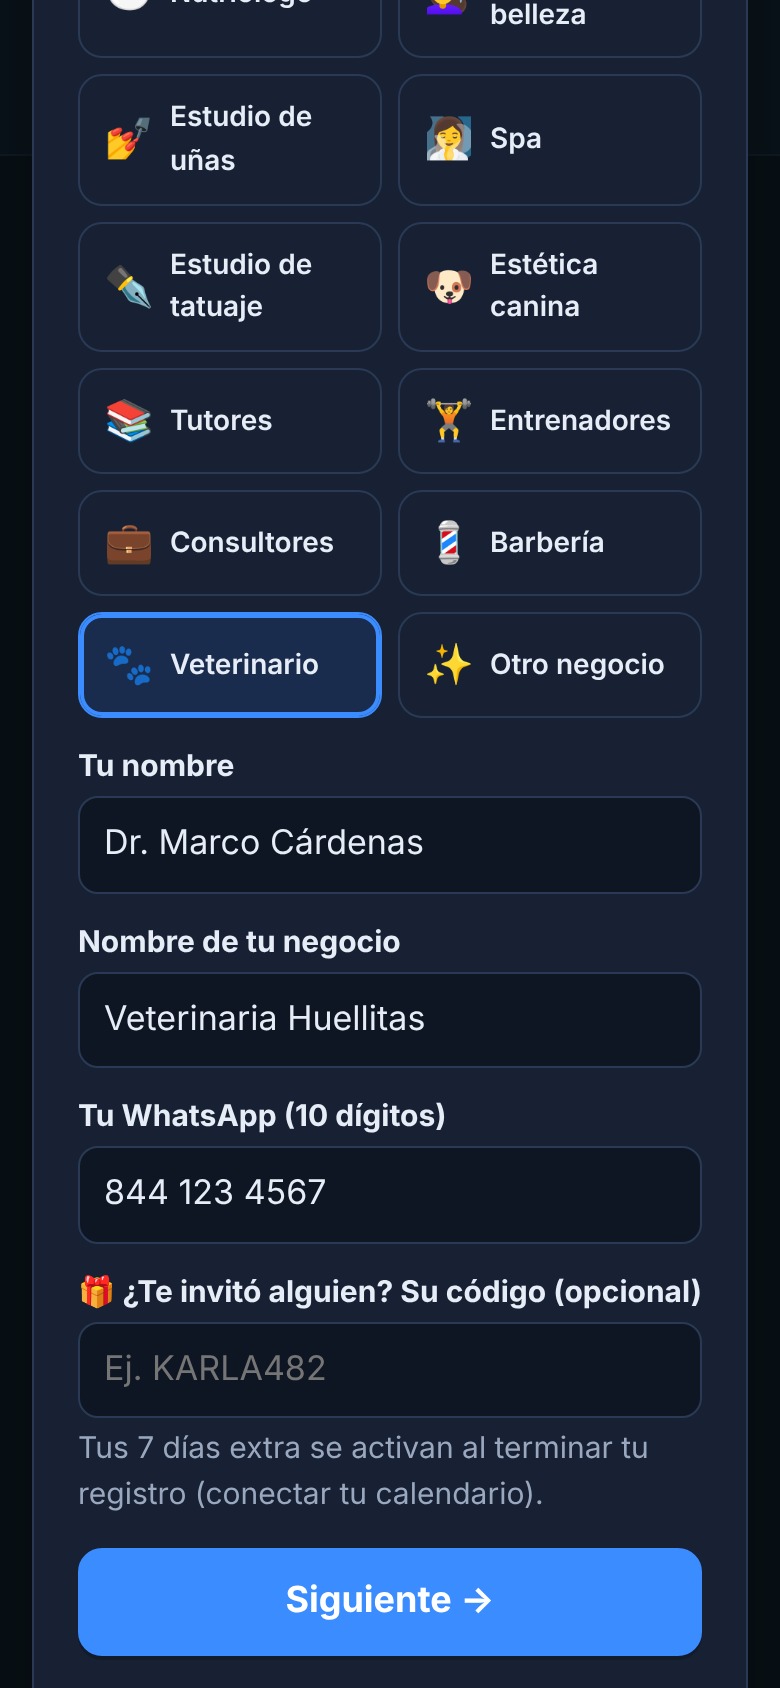 belleza
Estudio de
uñas
Spa
Estudio de
tatuaje
Estética
canina
Tutores
Entrenadores
Consultores
Barbería
Veterinario
Otro negocio
Tu nombre
Dr. Marco Cárdenas
Nombre de tu negocio
Veterinaria Huellitas
Tu WhatsApp (10 dígitos)
844 123 4567
🎁 ¿Te invitó alguien? Su código (opcional)
Ej. KARLA482
Tus 7 días extra se activan al terminar tu
registro (conectar tu calendario).
Siguiente →